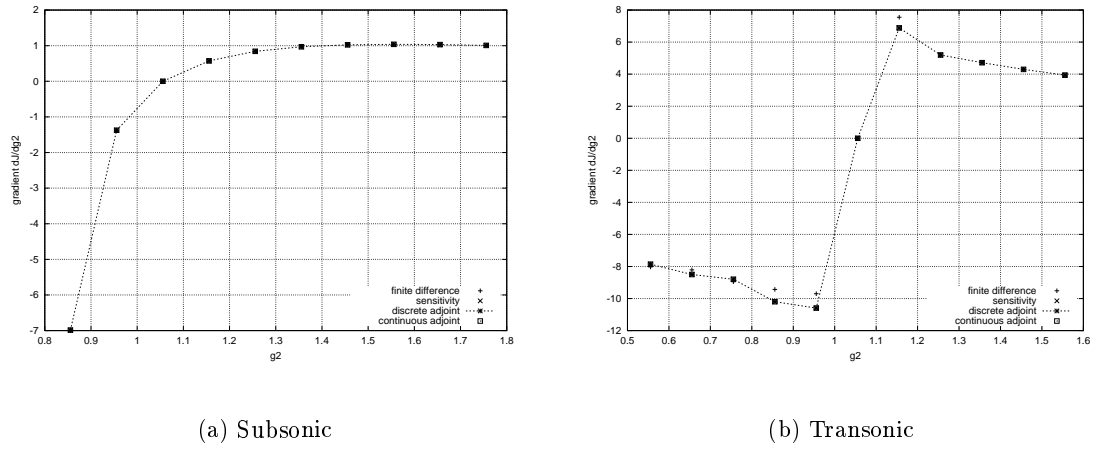 2
1
0
-1
-2
-3
-4
-5
-6
-7
0.8 0.9 1 1.1 1.2 1.3 1.4 1.5 1.6 1.7 1.8
gradient dJ/dg2
g2
finite difference
sensitivity
discrete adjoint
continuous adjoint
(a) Subsonic
8
6
4
2
0
-2
-4
-6
-8
-10
-12
0.5 0.6 0.7 0.8 0.9 1 1.1 1.2 1.3 1.4 1.5 1.6
gradient dJ/dg2
g2
finite difference
sensitivity
discrete adjoint
continuous adjoint
(b) Transonic